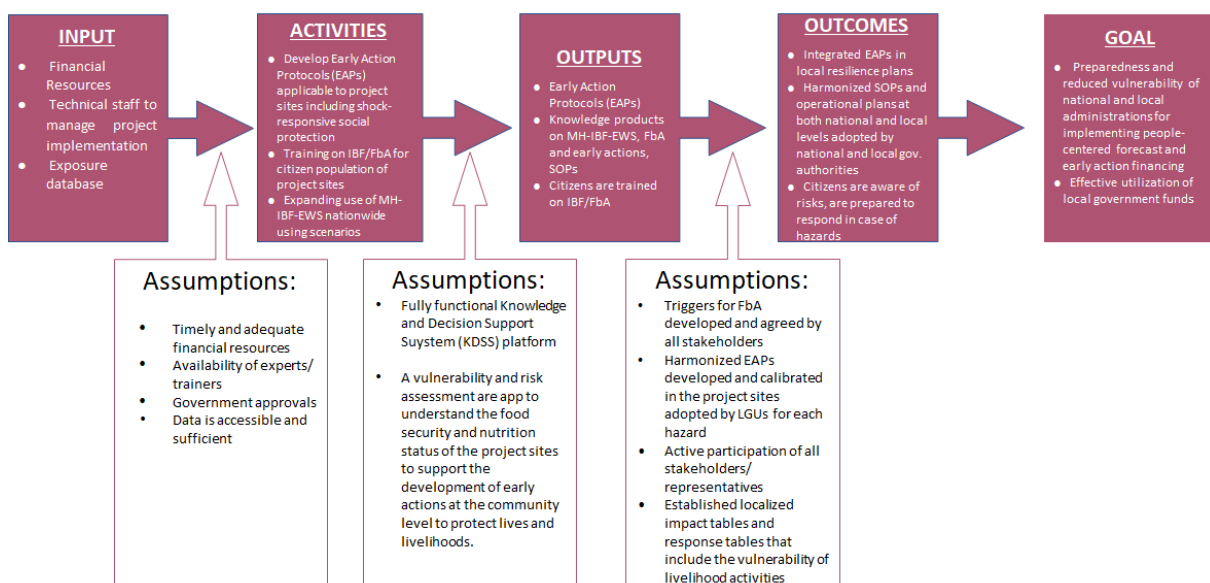 INPUT
● Financial
Resources
● Technical staff to
manage project
implementation
● Exposure
database
ACTIVITIES
● Develop Early Action
Protocols (EAPs)
applicable to project
sites including shock-
responsive social
protection
● Training on IBF/FbA for
citizen population of
project sites
● Expanding use of MH-
IBF-EWS nationwide
using scenarios
OUTPUTS
● Early Action
Protocols (EAPs)
● Knowledge products
on MH-IBF-EWS, FbA
and early actions,
SOPs
● Citizens are trained
on IBF/FbA
OUTCOMES
● Integrated EAPs in
local resilience plans
● Harmonized SOPs and
operational plans at
both national and local
levels adopted by
national and local gov.
authorities
● Citizens are aware of
risks, are prepared to
respond in case of
hazards
GOAL
● Preparedness and
reduced vulnerability of
national and local
administrations for
implementing people-
centered forecast and
early action financing
● Effective utilization of
local government funds
Assumptions:
• Timely and adequate
financial resources
• Availability of experts/
trainers
• Government approvals
• Data is accessible and
sufficient
Assumptions:
• Fully functional Knowledge
and Decision Support
Suystem (KDSS) platform
• A vulnerability and risk
assessment are app to
understand the food
security and nutrition
status of the project sites
to support the
development of early
actions at the community
level to protect lives and
livelihoods.
Assumptions:
• Triggers for FbA
developed and agreed by
all stakeholders
• Harmonized EAPs
developed and calibrated
in the project sites
adopted by LGUs for each
hazard
• Active participation of all
stakeholders/
representatives
• Established localized
impact tables and
response tables that
include the vulnerability of
livelihood activities